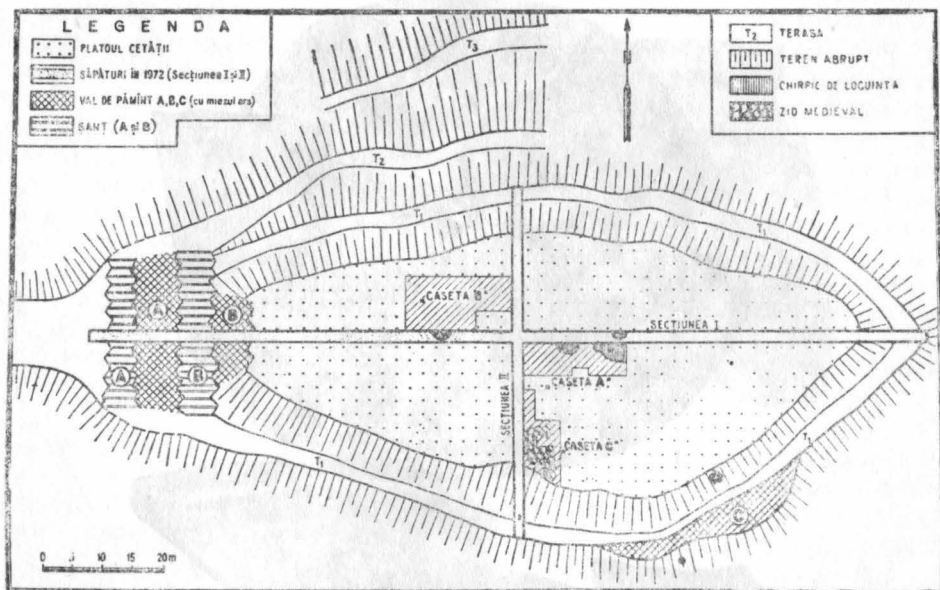 LEGENDA
PLATOUL CETĂȚII
SĂPĂTURI ÎN 1972 (Secțiunea I și II)
VAL DE PĂMÎNT A,B,C (cu miezul ars)
ȘANȚ (A și B)
T2 TERASA
TEREN ABRUPT
CHIRPIC DE LOCUINTA
ZID MEDIEVAL
T3
T2
T1
T1
A
B
„CASETA B"
SECȚIUNEA I
A
B
SECȚIUNEA II
„CASETA A"
„CASETA C"
T1
T1
C
0 5 10 15 20m